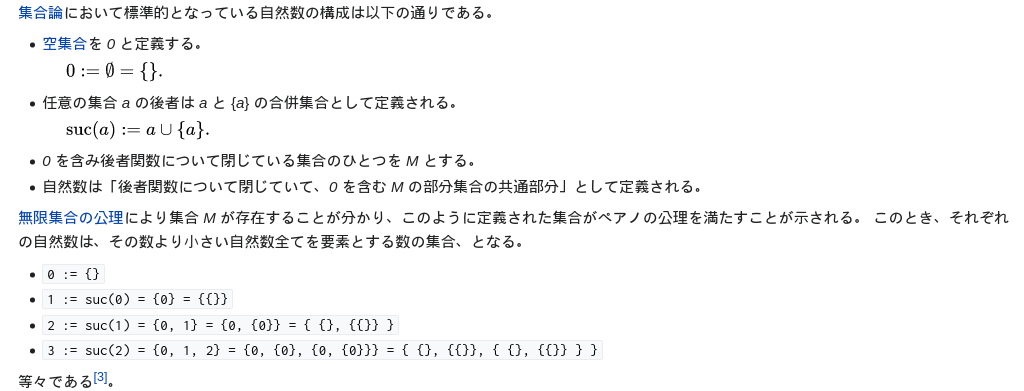 集合論において標準的となっている自然数の構成は以下の通りである。
• 空集合を 0 と定義する。
0 := ∅ = {}.
• 任意の集合 a の後者は a と {a} の合併集合として定義される。
suc(a) := a ∪ {a}.
• 0 を含み後者関数について閉じている集合のひとつを M とする。
• 自然数は「後者関数について閉じていて、0 を含む M の部分集合の共通部分」として定義される。
無限集合の公理により集合 M が存在することが分かり、このように定義された集合がペアノの公理を満たすことが示される。 このとき、それぞれ
の自然数は、その数より小さい自然数全てを要素とする数の集合、となる。
• 0 := {}
• 1 := suc(0) = {0} = {{}}
• 2 := suc(1) = {0, 1} = {0, {0}} = { {}, {{}} }
• 3 := suc(2) = {0, 1, 2} = {0, {0}, {0, {0}}} = { {}, {{}}, { {}, {{}} } }
等々である[3]。